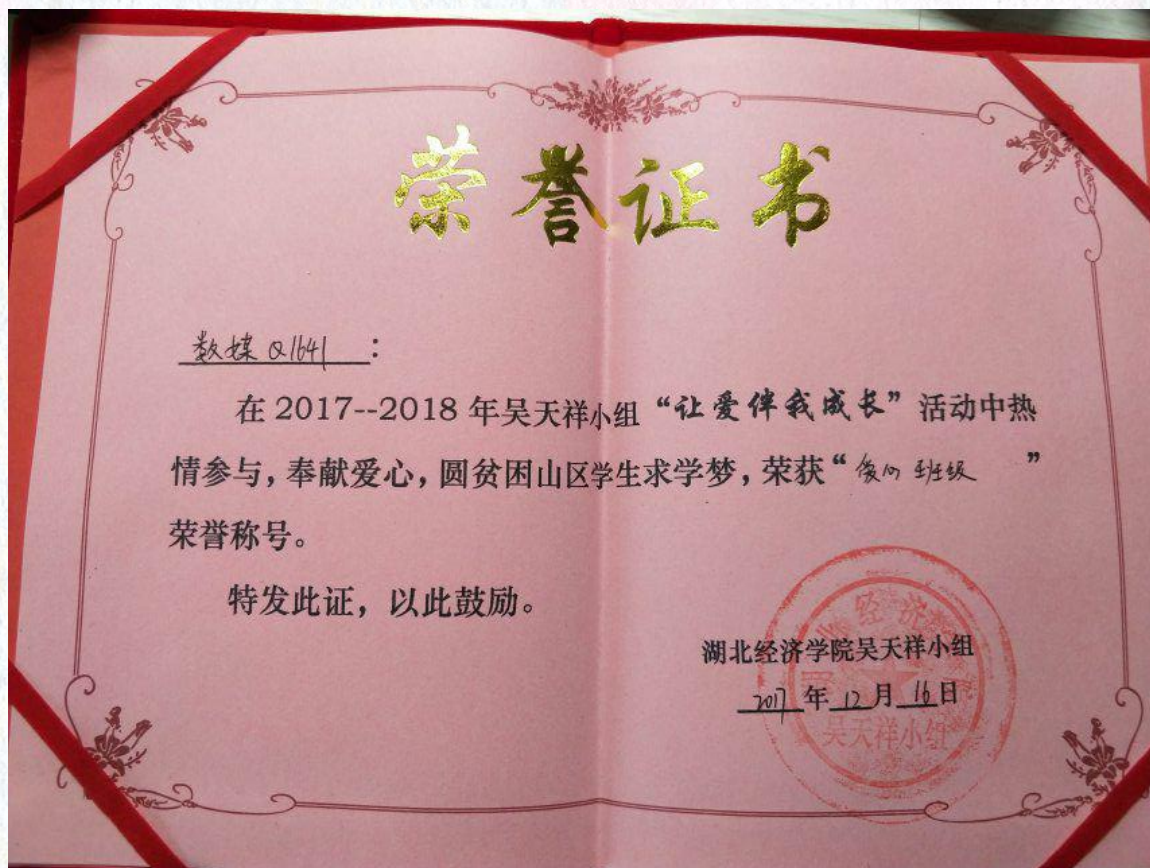 荣誉证书
数媒Q1641:
在2017--2018年吴天祥小组“让爱伴我成长”活动中热
情参与,奉献爱心,圆贫困山区学生求学梦,荣获“爱心班级”
荣誉称号。
特发此证,以此鼓励。
湖北经济学院吴天祥小组
2017年12月16日
吴天祥小组